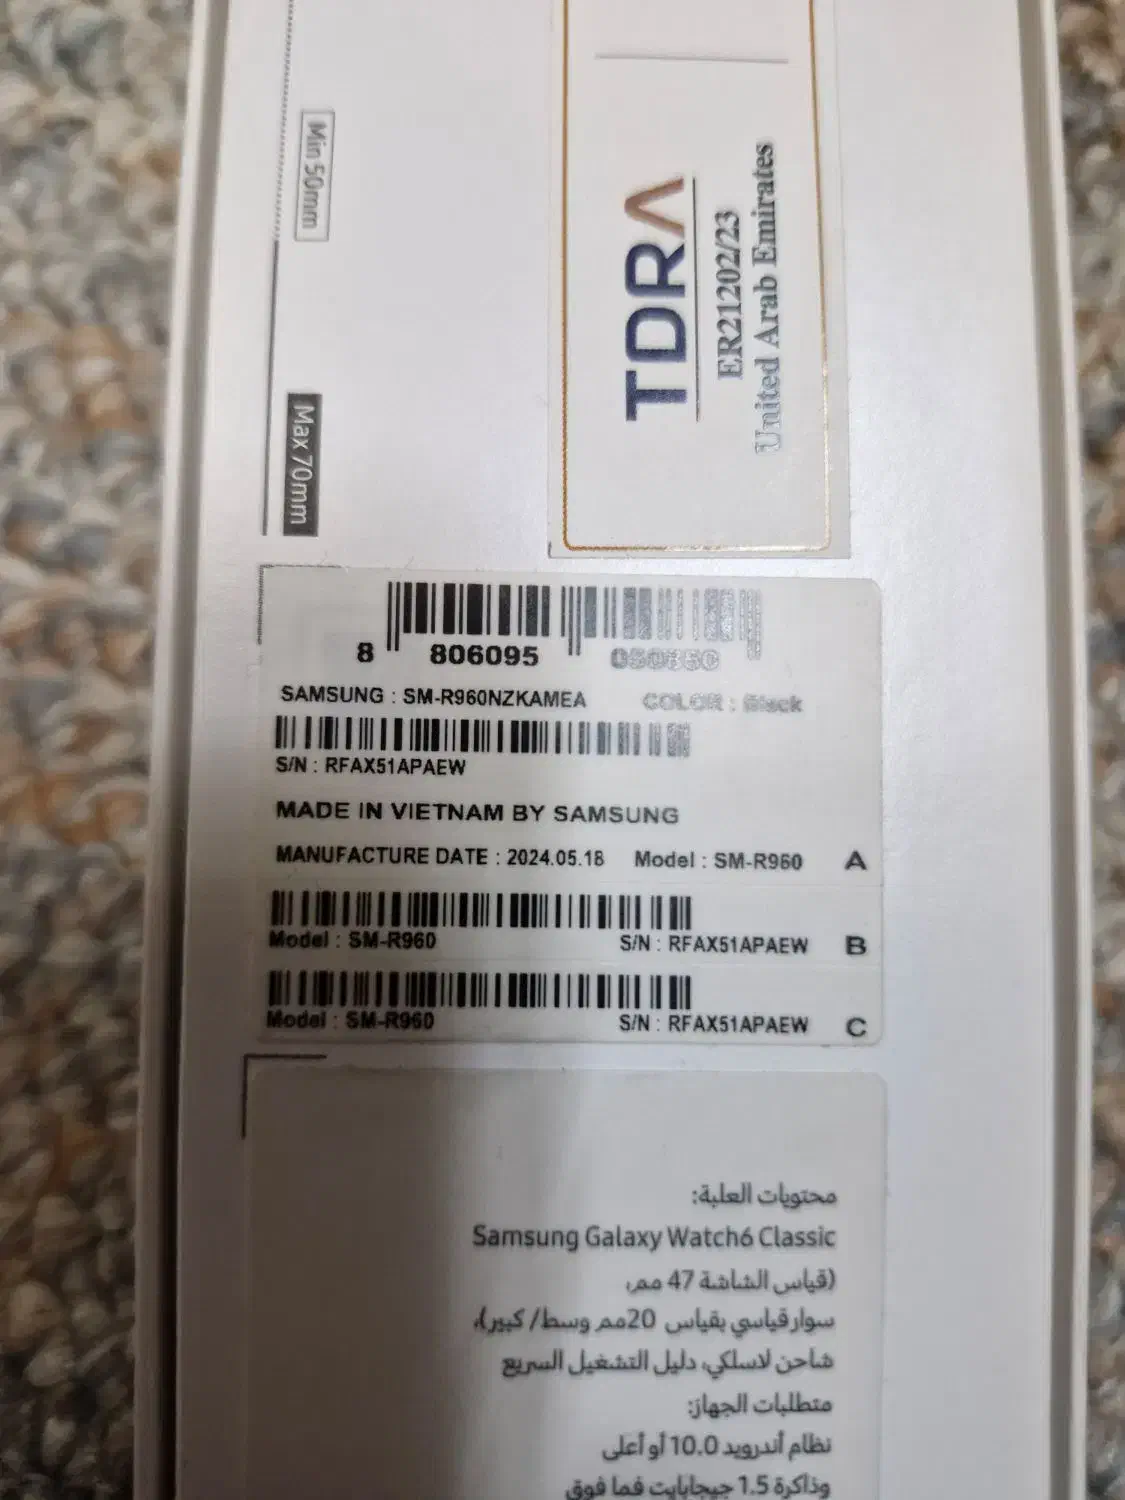 Min 50mm
Max 70mm
TDRA
ER21202/23
United Arab Emirates
8 806095
SAMSUNG : SM-R960NZKAMEA COLOR : Black
S/N : RFAX51APAEW
MADE IN VIETNAM BY SAMSUNG
MANUFACTURE DATE : 2024.05.18 Model : SM-R960 A
Model : SM-R960 S/N : RFAX51APAEW B
Model : SM-R960 S/N : RFAX51APAEW C
محتويات العلبة:
Samsung Galaxy Watch6 Classic
(قياس الشاشة 47 مم،
سوار قياسي بقياس 20مم وسط/ كبير)،
شاحن لاسلكي، دليل التشغيل السريع
متطلبات الجهاز:
نظام أندرويد 10.0 أو أعلى
وذاكرة 1.5 جيجابايت فما فوق